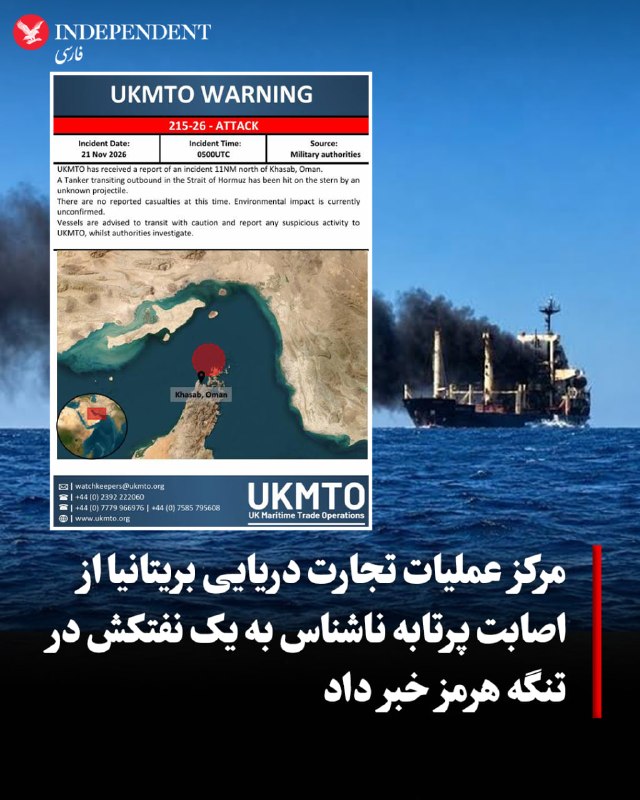 INDEPENDENT
فارسی
UKMTO WARNING
215-26 - ATTACK
Incident Date:
21 Nov 2026
Incident Time:
0500UTC
Source:
Military authorities
UKMTO has received a report of an incident 11NM north of Khasab, Oman.
A Tanker transiting outbound in the Strait of Hormuz has been hit on the stern by an
unknown projectile.
There are no reported casualties at this time. Environmental impact is currently
unconfirmed.
Vessels are advised to transit with caution and report any suspicious activity to
UKMTO, whilst authorities investigate.
Khasab, Oman
| watchkeepers@ukmto.org
| +44 (0) 2392 222060
| +44 (0) 7779 966976 | +44 (0) 7585 795608
| www.ukmto.org
UKMTO
UK Maritime Trade Operations
مرکز عملیات تجارت دریایی بریتانیا از
اصابت پرتابه ناشناس به یک نفتکش در
تنگه هرمز خبر داد